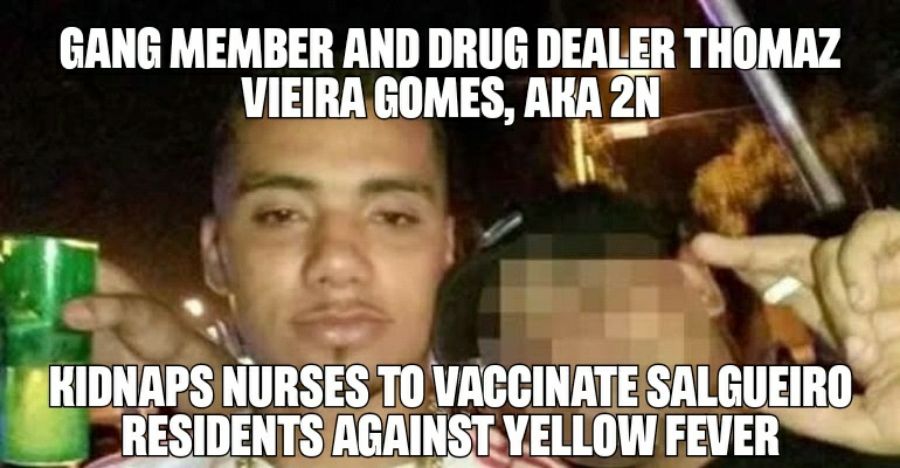 GANG MEMBER AND DRUG DEALER THOMAZ
VIEIRA GOMES, AKA 2N
KIDNAPS NURSES TO VACCINATE SALGUEIRO
RESIDENTS AGAINST YELLOW FEVER